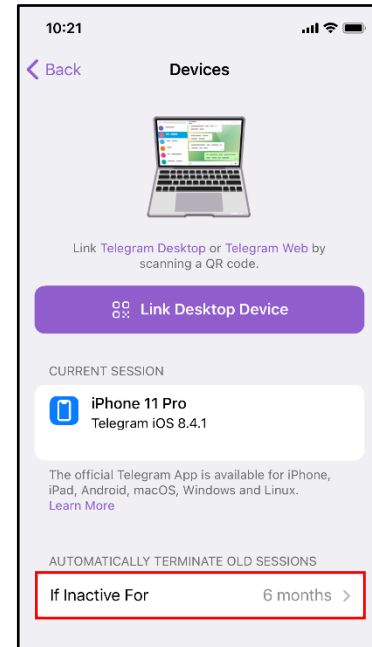 10:21
Back
Devices
Link Telegram Desktop or Telegram Web by
scanning a QR code.
Link Desktop Device
CURRENT SESSION
iPhone 11 Pro
Telegram iOS 8.4.1
The official Telegram App is available for iPhone,
iPad, Android, macOS, Windows and Linux.
Learn More
AUTOMATICALLY TERMINATE OLD SESSIONS
If Inactive For 6 months